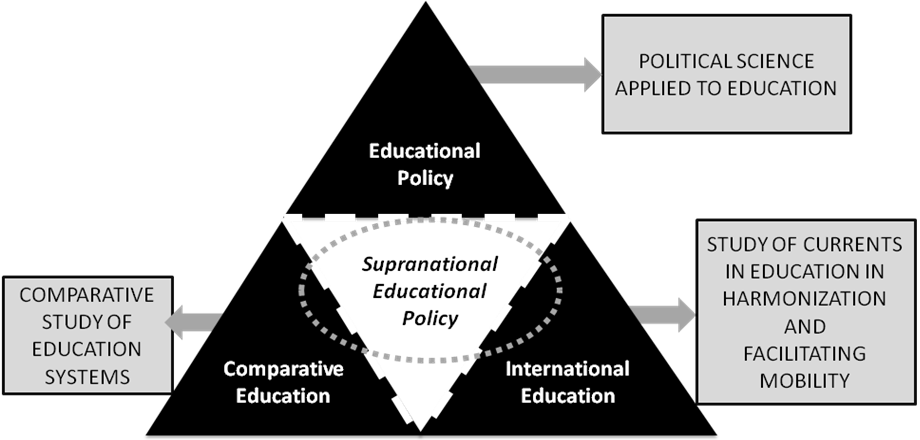 POLITICAL SCIENCE
APPLIED TO EDUCATION
Educational
Policy
Supranational
Educational
Policy
COMPARATIVE
STUDY OF
EDUCATION
SYSTEMS
Comparative
Education
International
Education
STUDY OF CURRENTS
IN EDUCATION IN
HARMONIZATION
AND
FACILITATING
MOBILITY